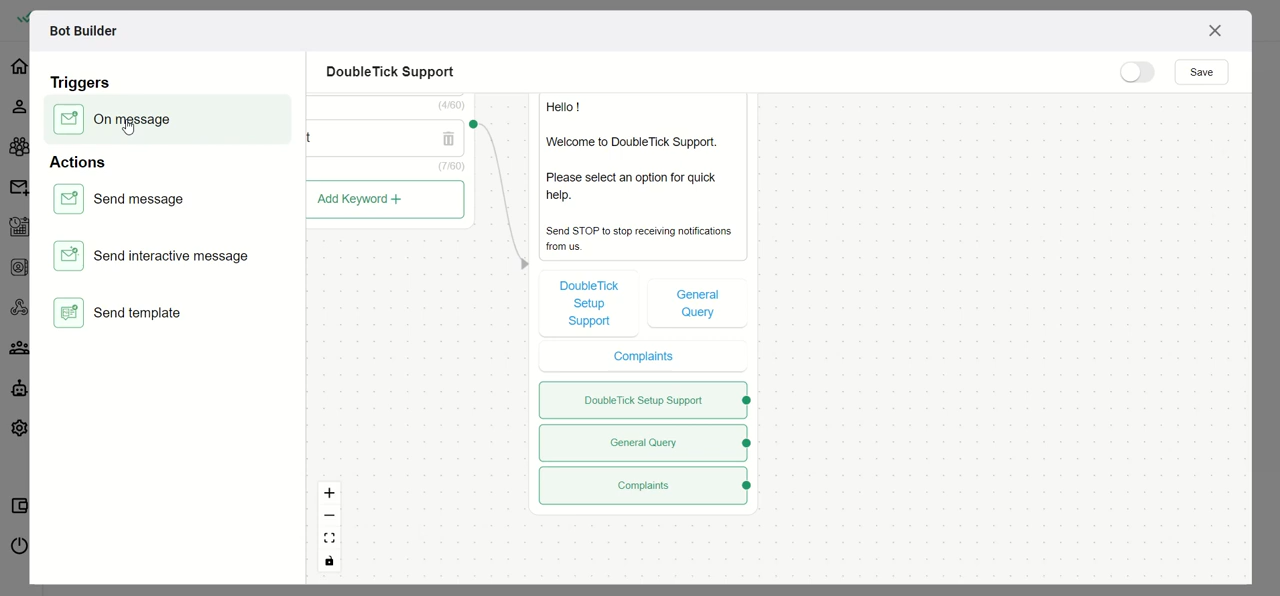 Bot Builder
Triggers
On message
Actions
Send message
Send interactive message
Send template
DoubleTick Support
Save
(4/60)
t
(7/60)
Add Keyword +
Hello !
Welcome to DoubleTick Support.
Please select an option for quick
help.
Send STOP to stop receiving notifications
from us.
DoubleTick
Setup
Support
General
Query
Complaints
DoubleTick Setup Support
General Query
Complaints